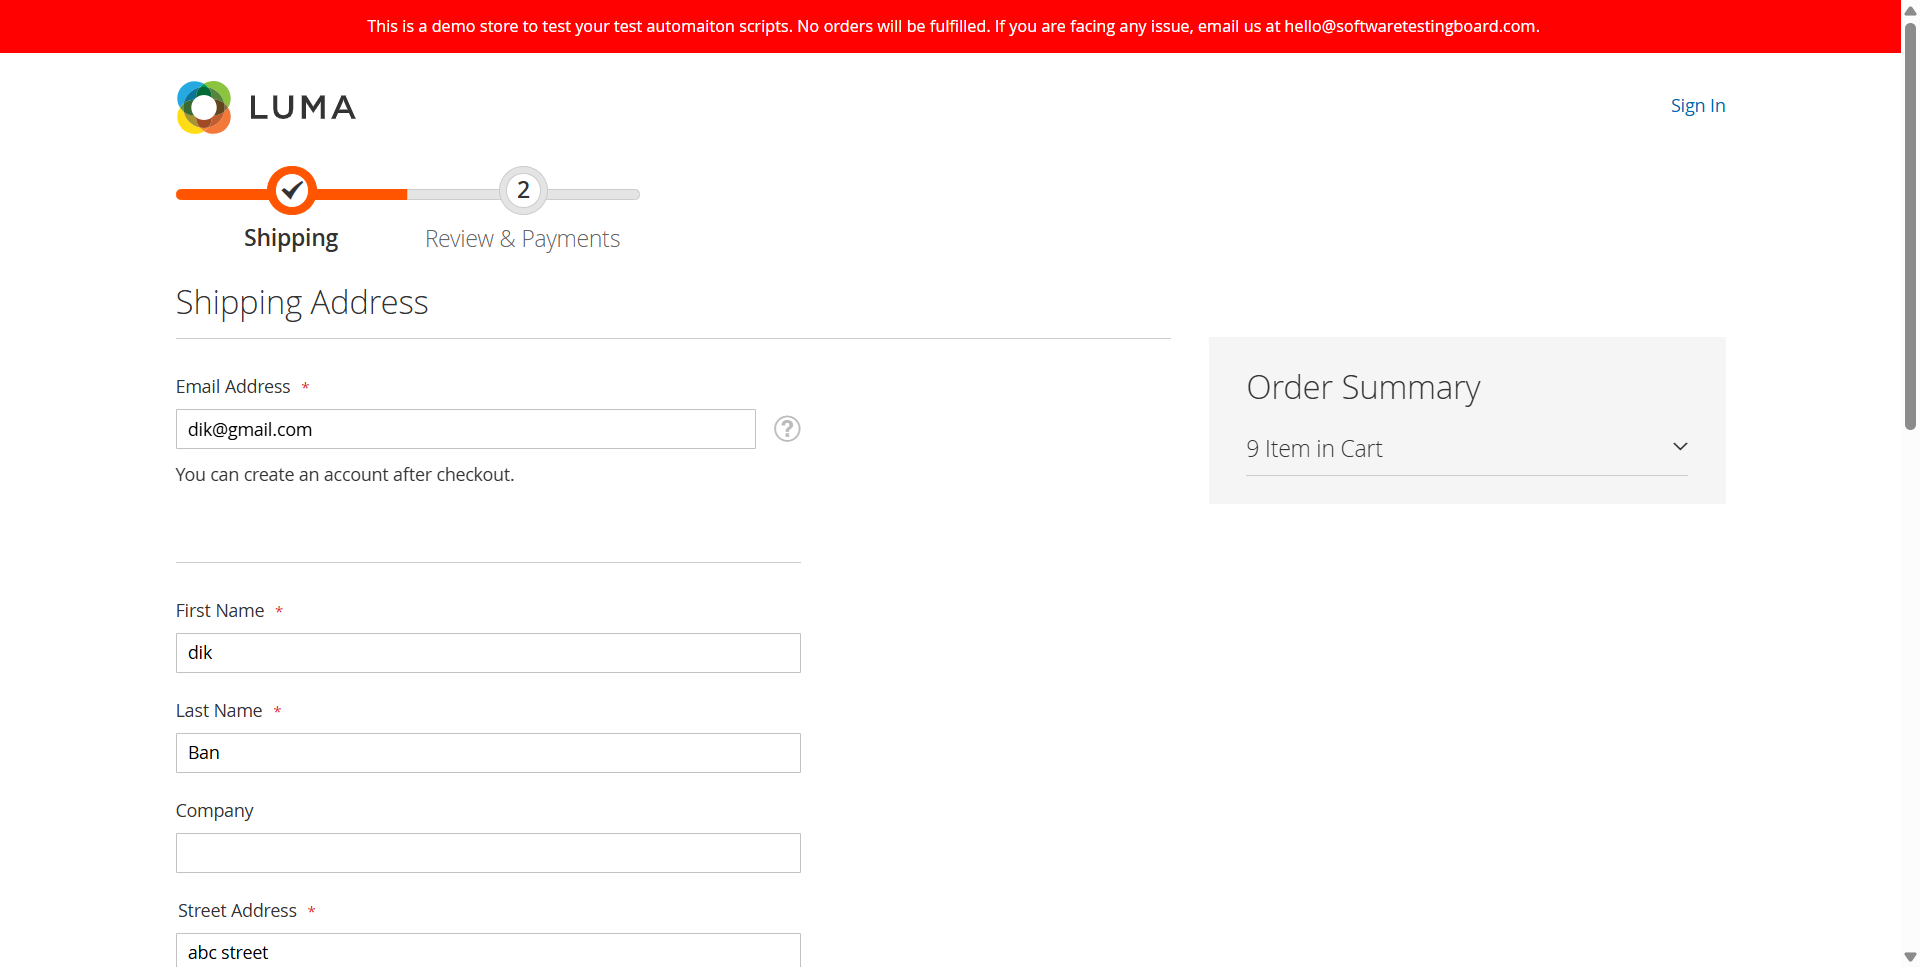 This is a demo store to test your test automaiton scripts. No orders will be fulfilled. If you are facing any issue, email us at hello@softwaretestingboard.com.
LUMA
Sign In
2
Shipping
Review & Payments
Shipping Address
Order Summary
9 Item in Cart
Email Address *
dik@gmail.com
?
You can create an account after checkout.
First Name *
dik
Last Name *
Ban
Company
Street Address *
abc street